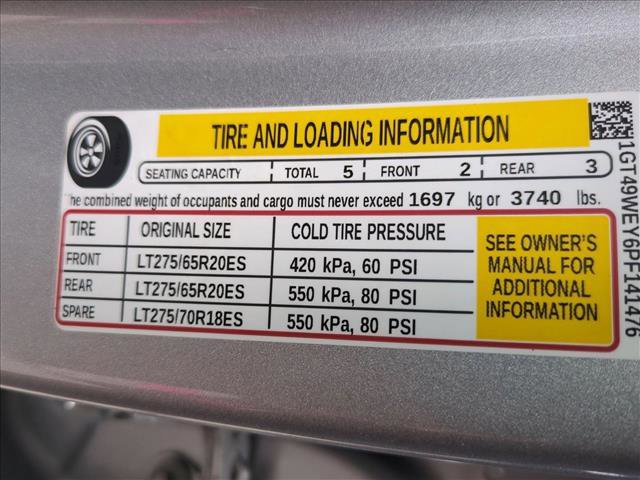 TIRE AND LOADING INFORMATION
SEATING CAPACITY TOTAL 5 FRONT 2 REAR 3
he combined weight of occupants and cargo must never exceed 1697 kg or 3740 lbs.
TIRE ORIGINAL SIZE COLD TIRE PRESSURE
FRONT LT275/65R20ES 420 kPa, 60 PSI
REAR LT275/65R20ES 550 kPa, 80 PSI
SPARE LT275/70R18ES 550 kPa, 80 PSI
SEE OWNER'S
MANUAL FOR
ADDITIONAL
INFORMATION
1GT49WEY6PF141476